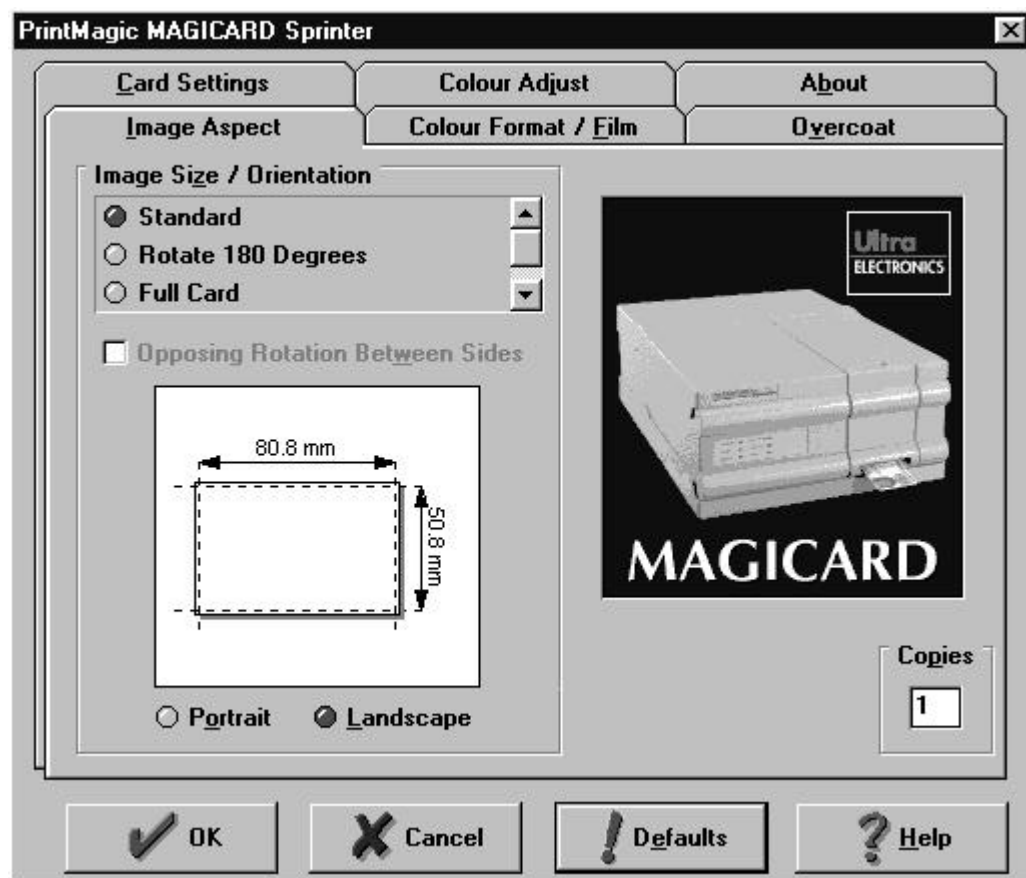 PrintMagic MAGICARD Sprinter
Card Settings
Colour Adjust
About
Image Aspect
Colour Format / Film
Overcoat
Image Size / Orientation
Standard
Rotate 180 Degrees
Full Card
Opposing Rotation Between Sides
80.8 mm
50.8 mm
Portrait
Landscape
Ultra
ELECTRONICS
MAGICARD
Copies
1
OK
Cancel
Defaults
Help